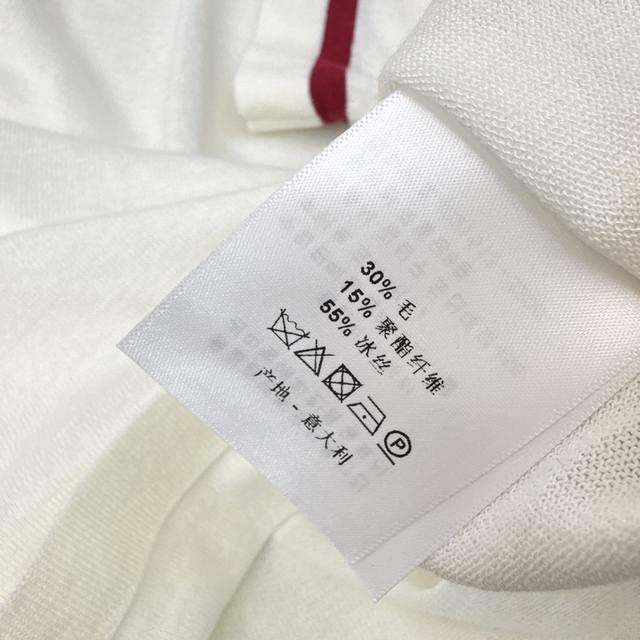 30% 毛
15% 聚酯纤维
55% 冰丝
P
产地 - 意大利